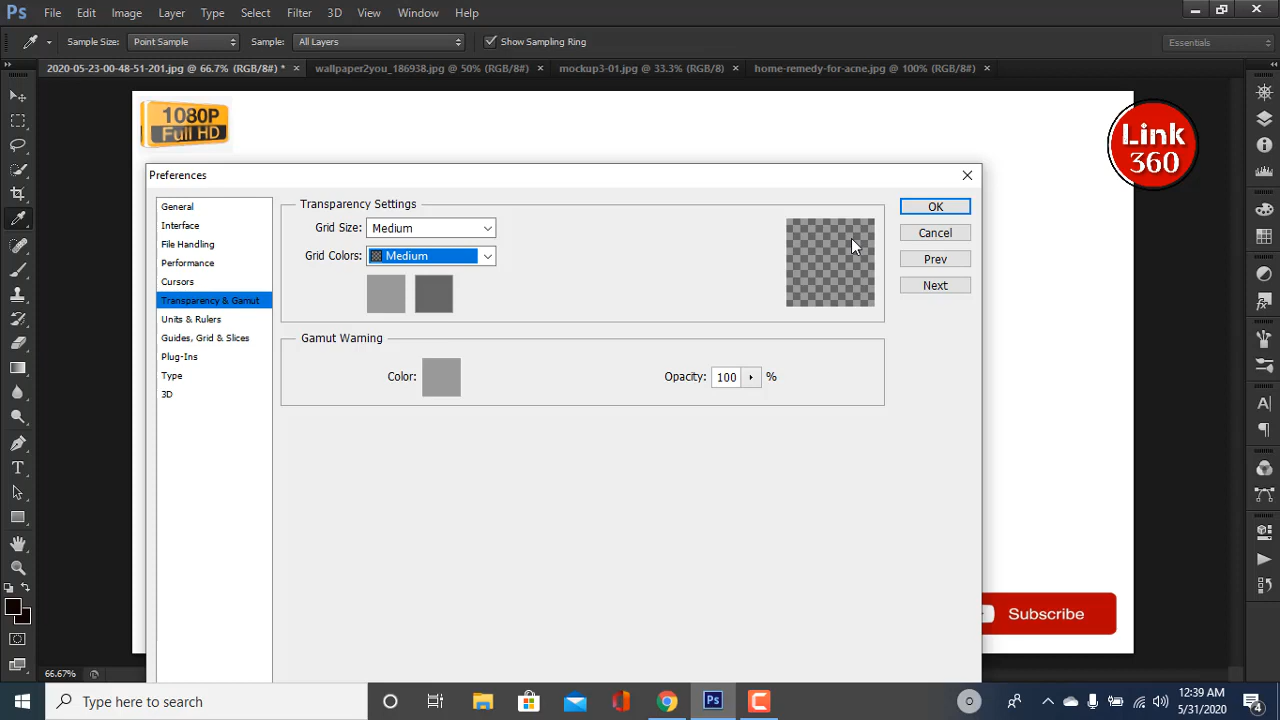 Ps File Edit Image Layer Type Select Filter 3D View Window Help
Sample Size: Point Sample Sample: All Layers Show Sampling Ring Essentials
2020-05-23-00-48-51-201.jpg @ 66.7% (RGB/8#) * × wallpaper2you_186938.jpg @ 50% (RGB/8#) × mockup3-01.jpg @ 33.3% (RGB/8) × home-remedy-for-acne.jpg @ 100% (RGB/8#) ×
1080P
Full HD
Link
360
Preferences
General
Interface
File Handling
Performance
Cursors
Transparency & Gamut
Units & Rulers
Guides, Grid & Slices
Plug-Ins
Type
3D
Transparency Settings
Grid Size: Medium
Grid Colors: Medium
Gamut Warning
Color:
Opacity: 100 %
OK
Cancel
Prev
Next
Subscribe
66.67%
Type here to search
Ps
12:39 AM
5/31/2020
4